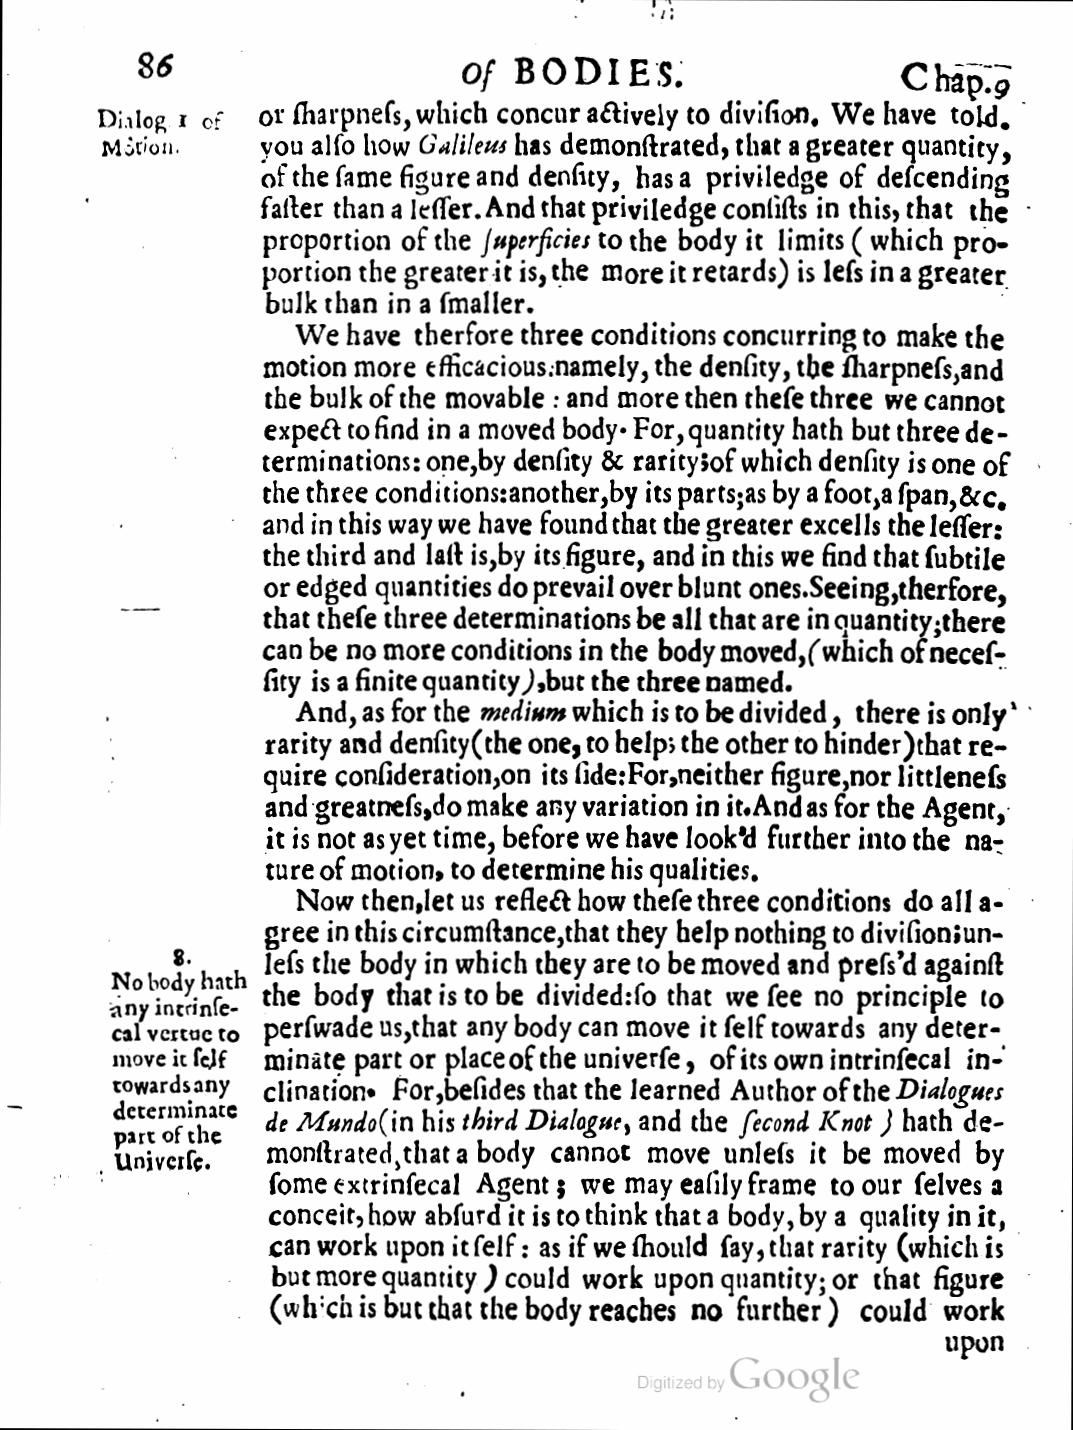 86
Of BODIES.
Chap.9
Dialog 1 of
Motion.
or ſharpneſs, which concur actively to diviſion. We have told.
you alſo how Galileus has demonſtrated, that a greater quantity,
of the ſame figure and denſity, has a priviledge of deſcending
faſter than a leſſer. And that priviledge conſiſts in this, that the
proportion of the ſuperficies to the body it limits ( which pro-
portion the greater it is, the more it retards) is leſs in a greater
bulk than in a ſmaller.
We have therfore three conditions concurring to make the
motion more efficacious:namely, the denſity, the ſharpneſs,and
the bulk of the movable : and more then theſe three we cannot
expect to find in a moved body. For, quantity hath but three de-
terminations: one,by denſity & rarity;of which denſity is one of
the three conditions:another,by its parts;as by a foot,a ſpan,&c.
and in this way we have found that the greater excells the leſſer:
the third and laſt is,by its figure, and in this we find that ſubtile
or edged quantities do prevail over blunt ones.Seeing,therfore,
that theſe three determinations be all that are in quantity;there
can be no more conditions in the body moved,(which of neceſ-
ſity is a finite quantity),but the three named.
And, as for the medium which is to be divided, there is only
rarity and denſity(the one, to help; the other to hinder)that re-
quire conſideration,on its ſide:For,neither figure,nor littleneſs
and greatneſs,do make any variation in it.And as for the Agent,
it is not as yet time, before we have look'd further into the na-
ture of motion, to determine his qualities.
Now then,let us reflect how theſe three conditions do all a-
gree in this circumſtance,that they help nothing to diviſion;un-
leſs the body in which they are to be moved and preſs'd againſt
the body that is to be divided:ſo that we ſee no principle to
perſwade us,that any body can move it ſelf towards any deter-
minate part or place of the univerſe, of its own intrinſecal in-
clination. For,beſides that the learned Author of the Dialogues
de Mundo(in his third Dialogue, and the ſecond Knot ) hath de-
monſtrated,that a body cannot move unleſs it be moved by
ſome extrinſecal Agent ; we may eaſily frame to our ſelves a
conceit, how abſurd it is to think that a body, by a quality in it,
can work upon it ſelf : as if we ſhould ſay, that rarity (which is
but more quantity ) could work upon quantity; or that figure
(which is but that the body reaches no further ) could work
upon
8.
No body hath
any intrinſe-
cal vertue to
move it ſelf
towards any
determinate
part of the
Univerſe.
Digitized by Google